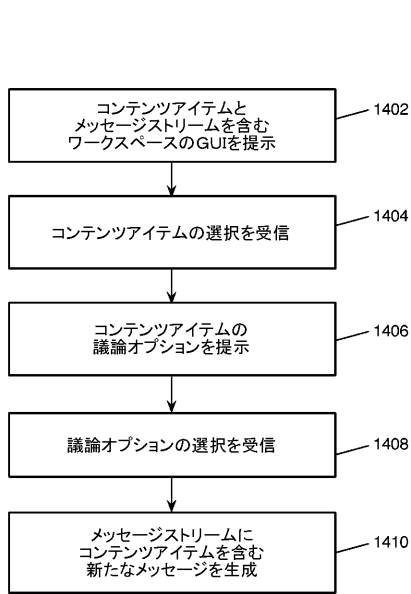 コンテンツアイテムと
メッセージストリームを含む
ワークスペースのGUIを提示
1402
コンテンツアイテムの選択を受信
1404
コンテンツアイテムの
議論オプションを提示
1406
議論オプションの選択を受信
1408
メッセージストリームに
コンテンツアイテムを含む
新たなメッセージを生成
1410